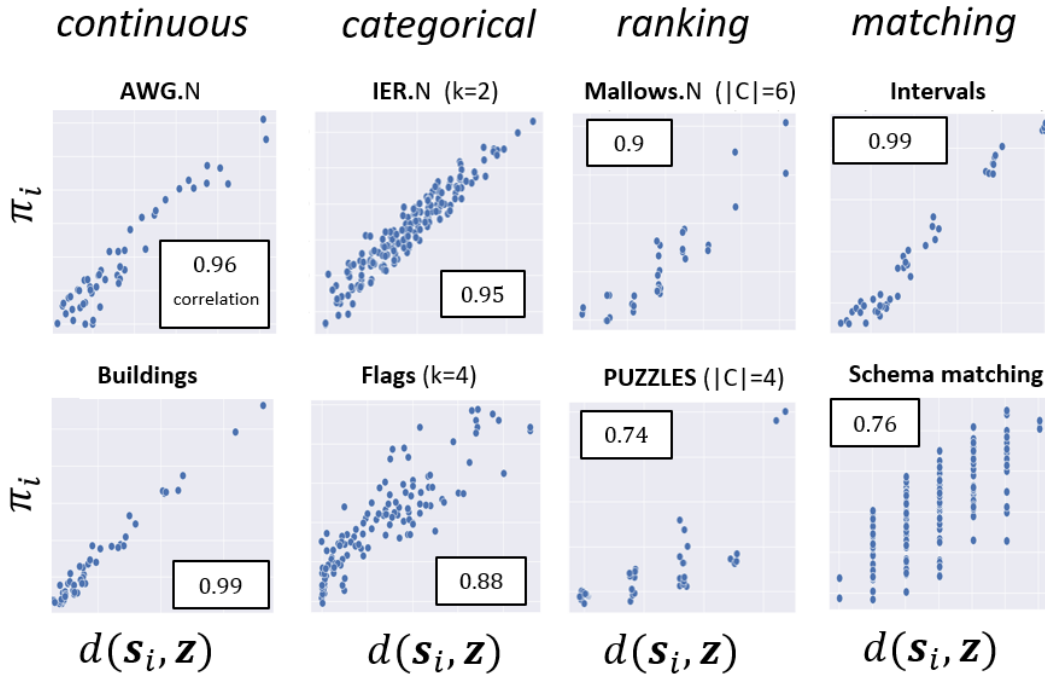 continuous categorical ranking matching
AWG.N IER.N (k=2) Mallows.N (|C|=6) Intervals
π_i
0.96
correlation
0.95
0.9
0.99
Buildings Flags (k=4) PUZZLES (|C|=4) Schema matching
π_i
0.99
0.88
0.74
0.76
d(s_i, z) d(s_i, z) d(s_i, z) d(s_i, z)